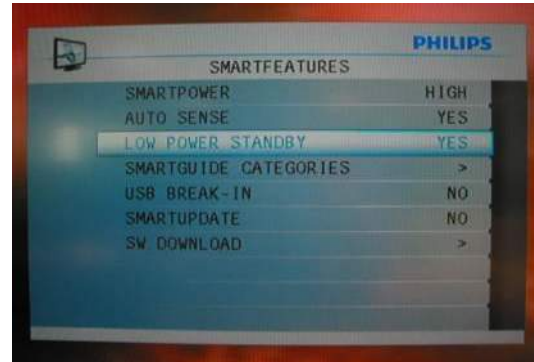 PHILIPS
SMARTFEATURES
SMARTPOWER HIGH
AUTO SENSE YES
LOW POWER STANDBY YES
SMARTGUIDE CATEGORIES >
USB BREAK-IN NO
SMARTUPDATE NO
SW DOWNLOAD >